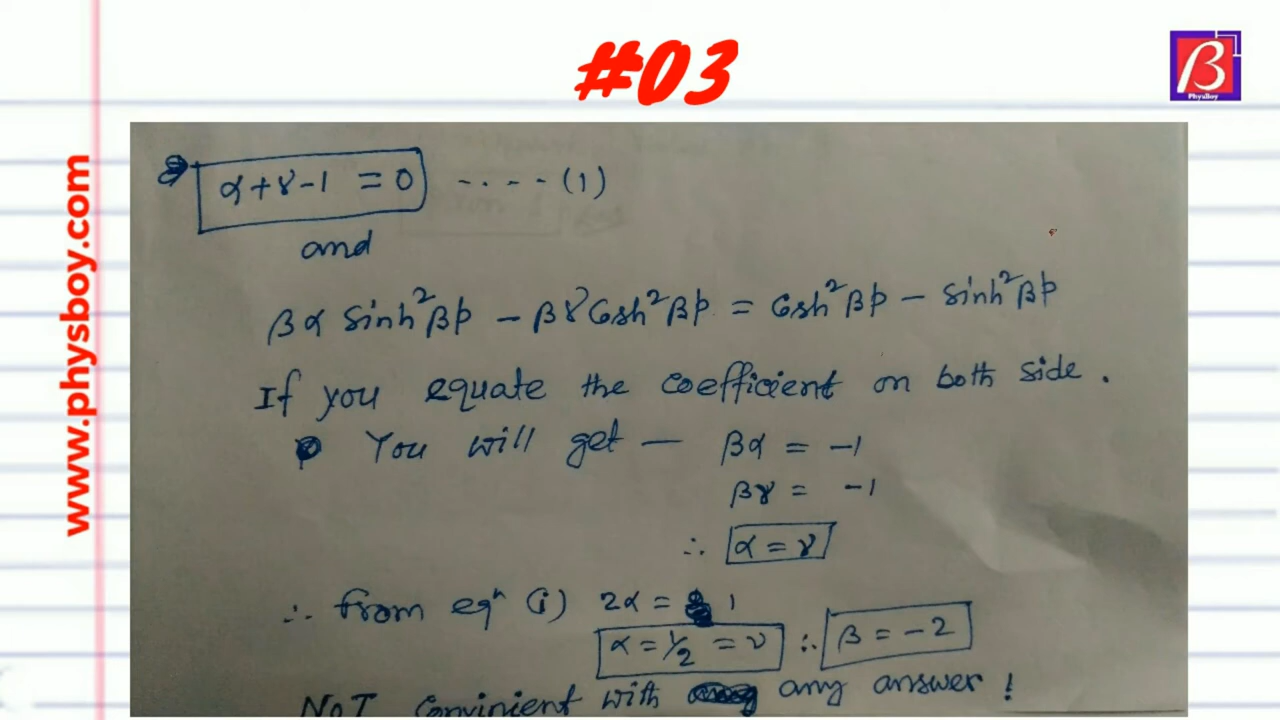 #03
β
PhysBoy
www.physboy.com
α+γ-1 = 0 ----- (1)
and
βα Sinh²βp - βγ Cosh²βp = Cosh²βp - Sinh²βp
If you equate the coefficient on both side.
You will get — βα = -1
βγ = -1
∴ α = γ
∴ from eqⁿ (i) 2α = 1
α = 1/2 = ν ∴ β = -2
NOT Convinient with any answer!